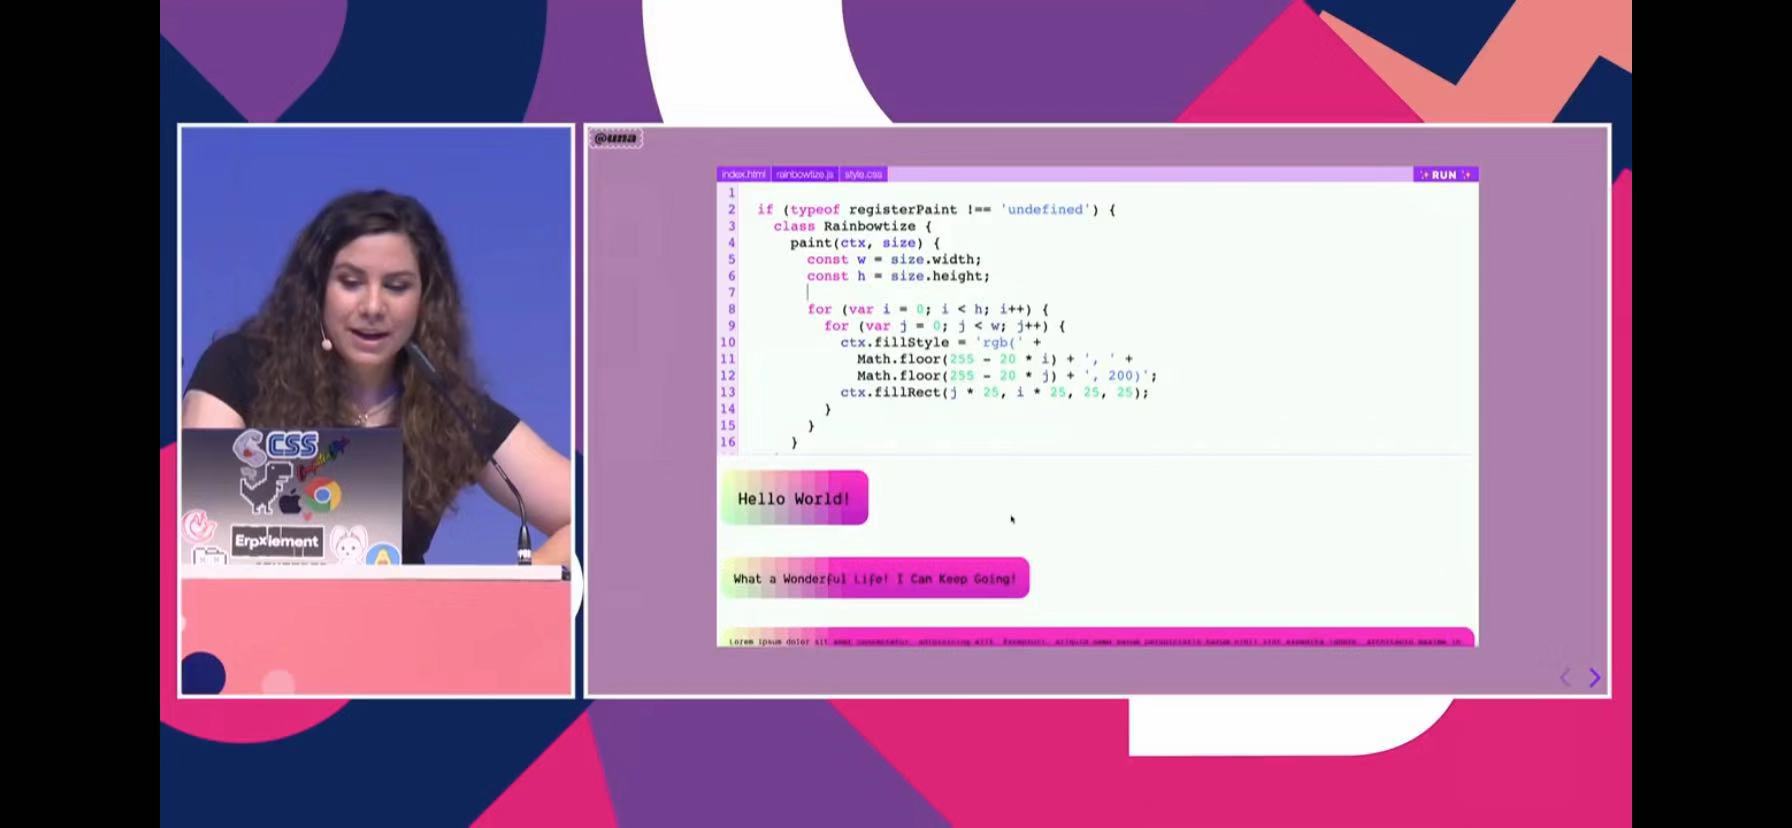 @una
index.html rainbowtize.js style.css RUN
1
2 if (typeof registerPaint !== 'undefined') {
3 class Rainbowtize {
4 paint(ctx, size) {
5 const w = size.width;
6 const h = size.height;
7
8 for (var i = 0; i < h; i++) {
9 for (var j = 0; j < w; j++) {
10 ctx.fillStyle = 'rgb(' +
11 Math.floor(255 - 20 * i) + ', ' +
12 Math.floor(255 - 20 * j) + ', 200)';
13 ctx.fillRect(j * 25, i * 25, 25, 25);
14 }
15 }
16 }
Hello World!
What a Wonderful Life! I Can Keep Going!
Lorem ipsum dolor sit amet consectetur, adipisicing elit.
CSS